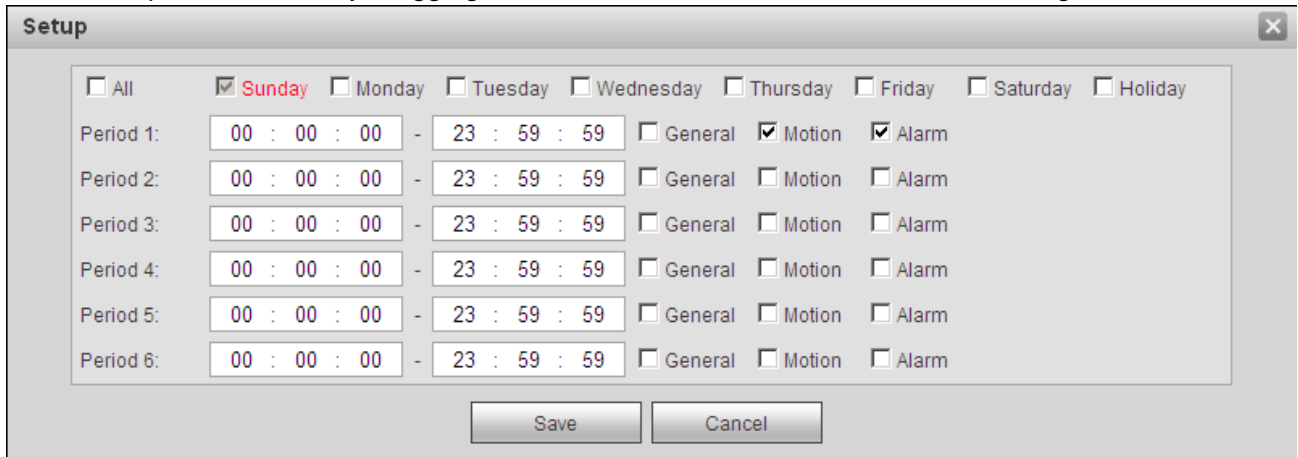 Setup
All Sunday Monday Tuesday Wednesday Thursday Friday Saturday Holiday
Period 1: 00 : 00 : 00 - 23 : 59 : 59 General Motion Alarm
Period 2: 00 : 00 : 00 - 23 : 59 : 59 General Motion Alarm
Period 3: 00 : 00 : 00 - 23 : 59 : 59 General Motion Alarm
Period 4: 00 : 00 : 00 - 23 : 59 : 59 General Motion Alarm
Period 5: 00 : 00 : 00 - 23 : 59 : 59 General Motion Alarm
Period 6: 00 : 00 : 00 - 23 : 59 : 59 General Motion Alarm
Save Cancel